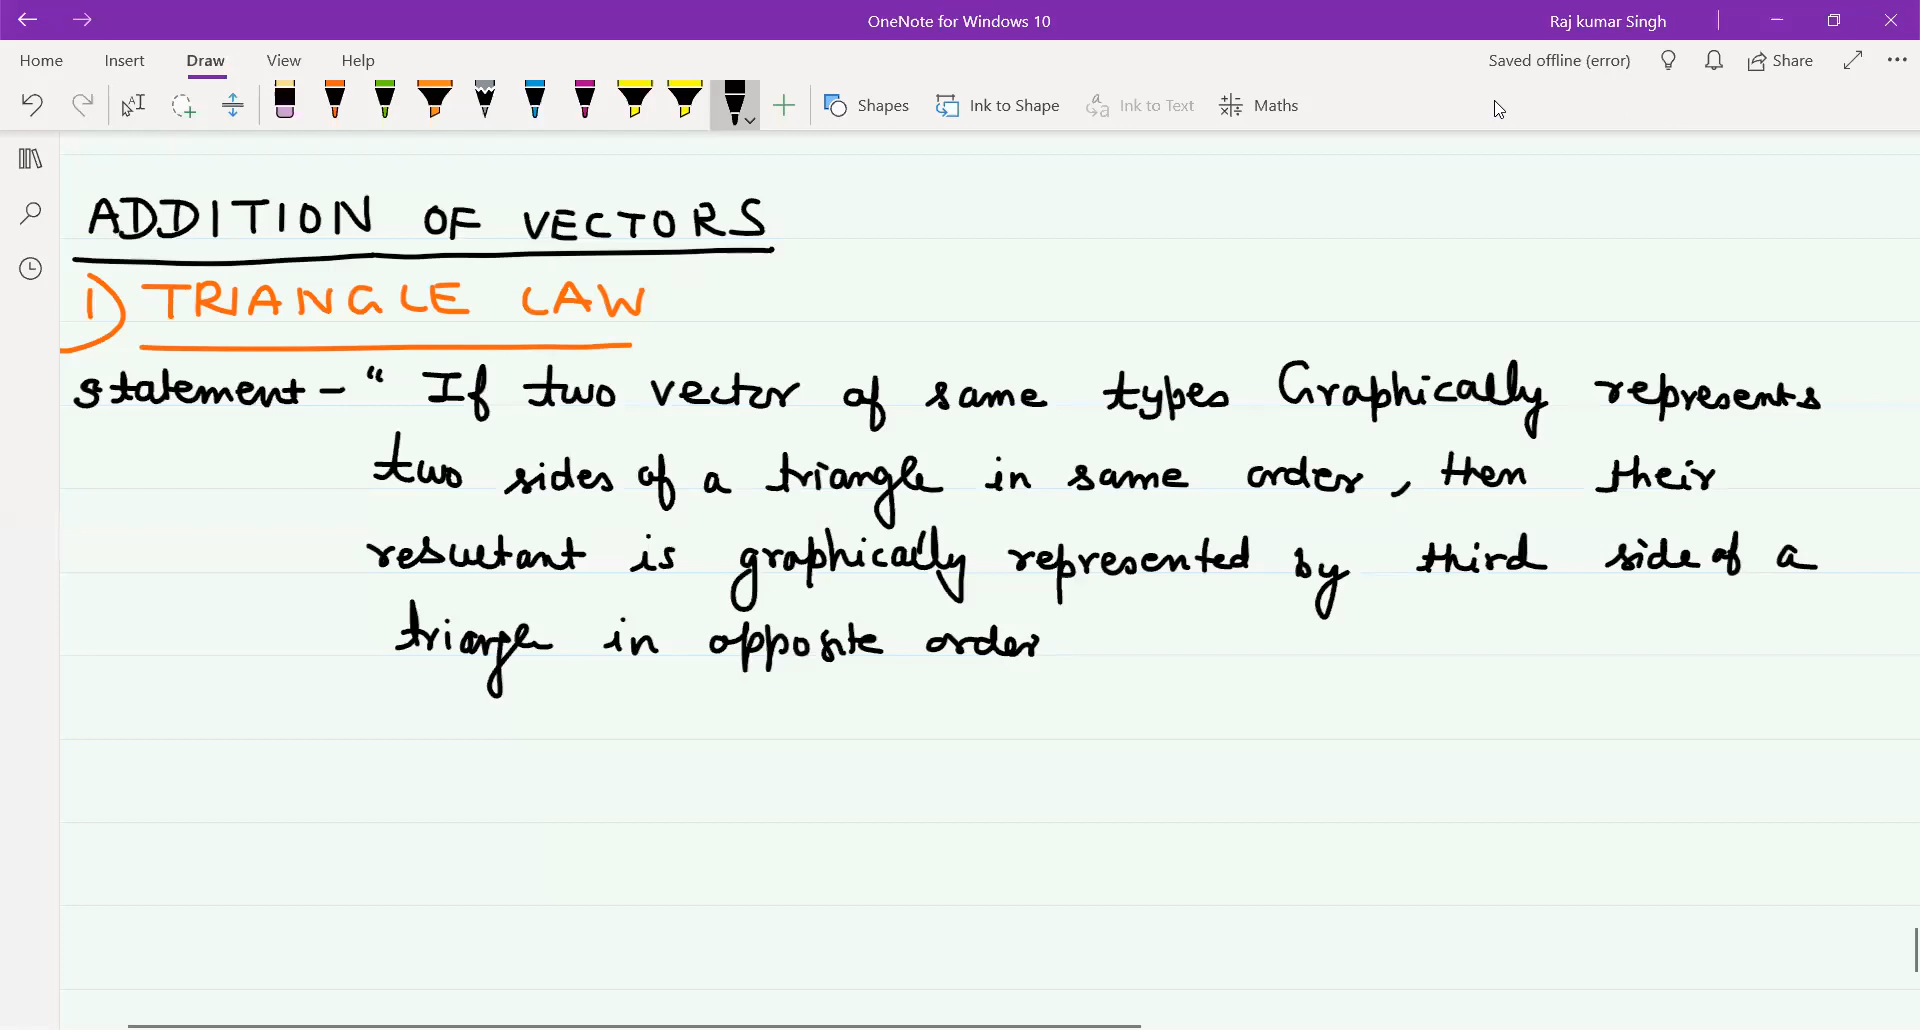 OneNote for Windows 10
Raj kumar Singh
Home Insert Draw View Help
Saved offline (error) Share
Shapes Ink to Shape Ink to Text Maths
ADDITION OF VECTORS
1) TRIANGLE LAW
statement - " If two vector of same types Graphically represents
two sides of a triangle in same order, then their
resultant is graphically represented by third side of a
triangle in opposite order